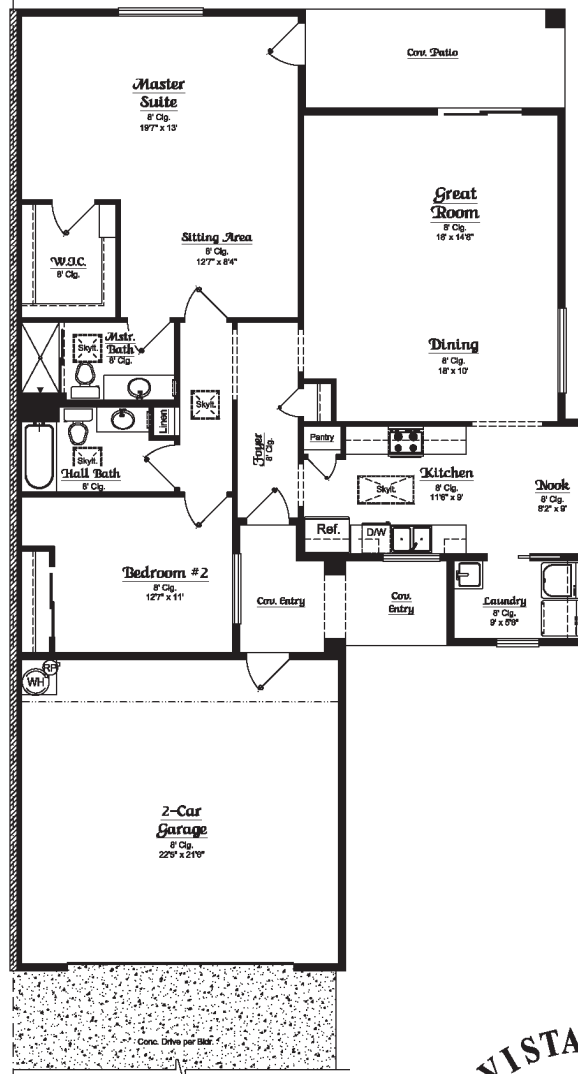 Cov. Patio
Master
Suite
8' Clg.
19'7" x 13'
Great
Room
8' Clg.
18' x 14'8"
Sitting Area
8' Clg.
12'7" x 8'4"
W.I.C.
8' Clg.
Mstr.
Bath
8' Clg.
Skylt.
Dining
8' Clg.
18' x 10'
Skylt.
Linen
Foyer
8' Clg.
Pantry
Skylt.
Hall Bath
8' Clg.
Kitchen
8' Clg.
11'6" x 9'
Skylt.
Nook
8' Clg.
8'2" x 9'
Ref.
D/W
Bedroom #2
8' Clg.
12'7" x 11'
Cov. Entry
Cov.
Entry
Laundry
8' Clg.
9' x 5'9"
RP
WH
2-Car
Garage
8' Clg.
22'5" x 21'6"
Conc. Drive per Bldr.
VISTA